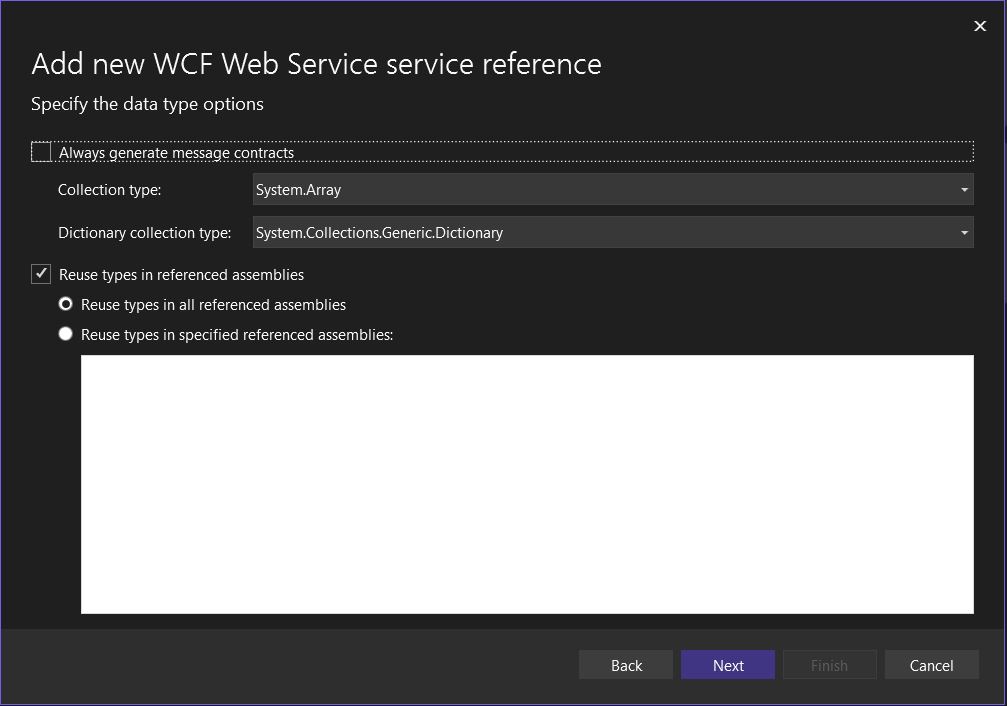 Add new WCF Web Service service reference
Specify the data type options
Always generate message contracts
Collection type: System.Array
Dictionary collection type: System.Collections.Generic.Dictionary
Reuse types in referenced assemblies
Reuse types in all referenced assemblies
Reuse types in specified referenced assemblies:
Back Next Finish Cancel